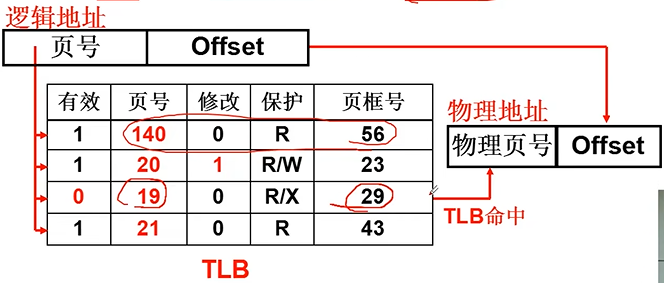 逻辑地址
页号 Offset
有效 页号 修改 保护 页框号
1 140 0 R 56
1 20 1 R/W 23
0 19 0 R/X 29
1 21 0 R 43
TLB
物理地址
物理页号 Offset
TLB命中